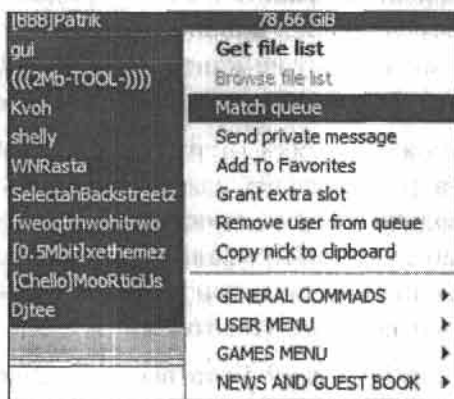 [BBB]Patrik 78,66 GiB
gui Get file list
(((2Mb-TOOL-)))) Browse file list
Kvoh Match queue
shelly Send private message
WNRasta Add To Favorites
SelectahBackstreetz Grant extra slot
fweoqtrhwohitrwo Remove user from queue
[0.5Mbit]xethemez Copy nick to clipboard
[Chello]MooRticiUs GENERAL COMMADS
Djtee USER MENU
GAMES MENU
NEWS AND GUEST BOOK